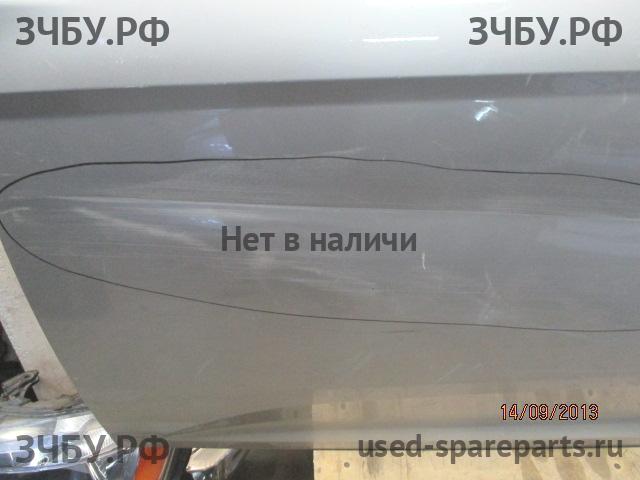 ЗЧБУ.РФ ЗЧБУ.РФ
Нет в наличи
14/09/2013
ЗЧБУ.РФ used-spareparts.ru